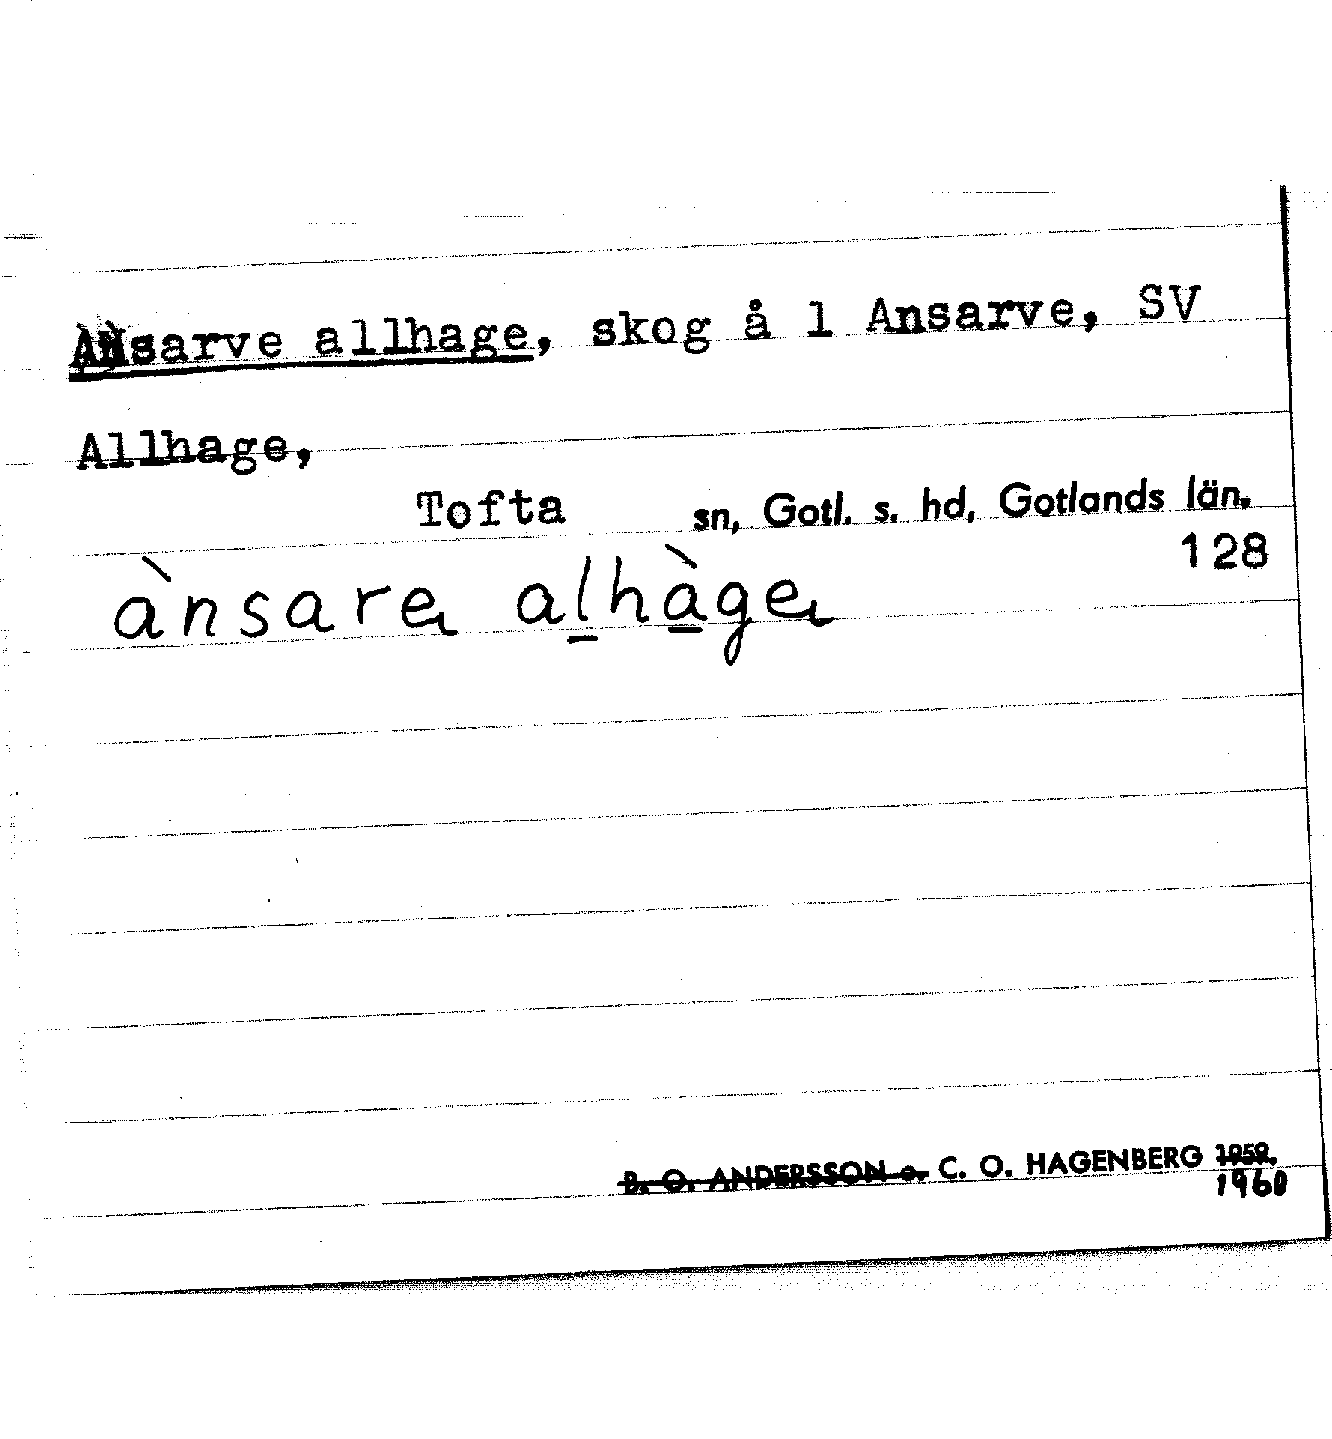 Ansarve allhage, skog å 1 Ansarve, SV
Allhage,
Tofta sn, Gotl. s. hd, Gotlands län.
128
ànsare alhàge
B. O. ANDERSSON o. C. O. HAGENBERG 1959.
1960